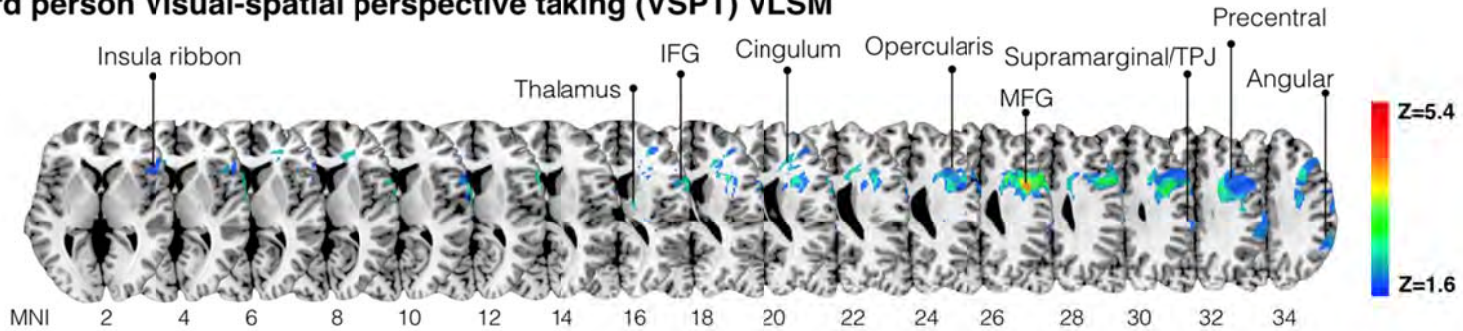 person Visual-spatial perspective taking (VSPT) VLSM
Precentral
IFG
Cingulum
Opercularis
Insula ribbon
Supramarginal/TPJ
Thalamus
MFG
Angular
Z=5.4
Z=1.6
MNI 2 4 6 8 10 12 14 16 18 20 22 24 26 28 30 32 34